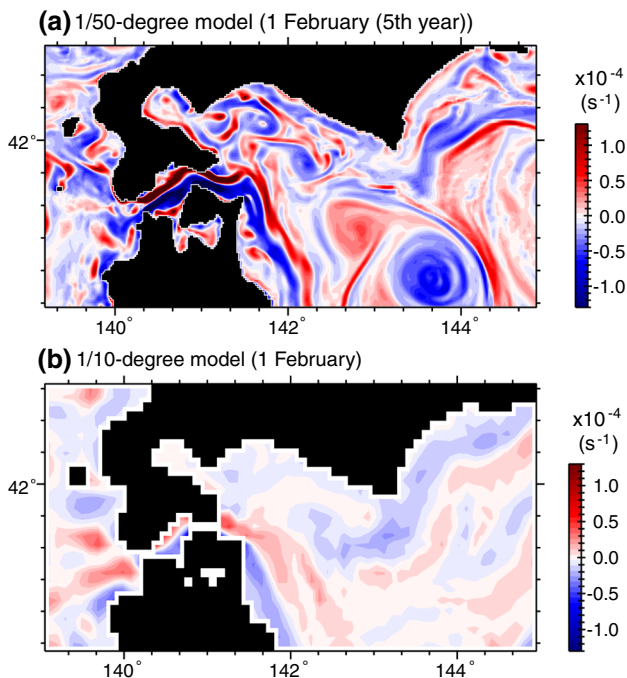 (a) 1/50-degree model (1 February (5th year))
x10⁻⁴
(s⁻¹)
42°
1.0
0.5
0.0
-0.5
-1.0
140° 142° 144°
(b) 1/10-degree model (1 February)
x10⁻⁴
(s⁻¹)
42°
1.0
0.5
0.0
-0.5
-1.0
140° 142° 144°